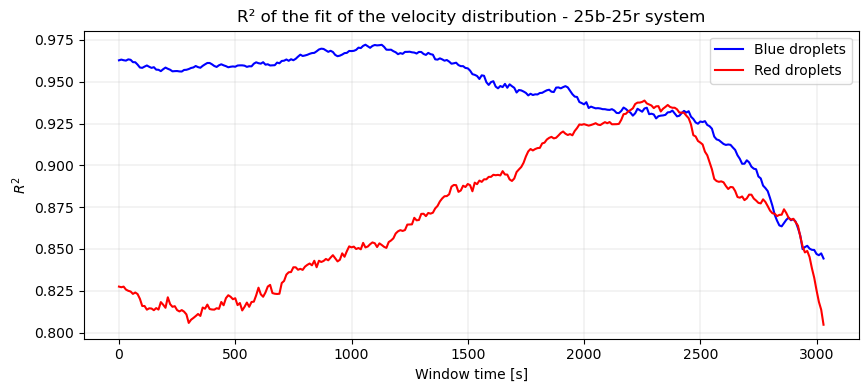 R² of the fit of the velocity distribution - 25b-25r system
0.975
0.950
0.925
0.900
0.875
0.850
0.825
0.800
R²
0 500 1000 1500 2000 2500 3000
Window time [s]
Blue droplets
Red droplets